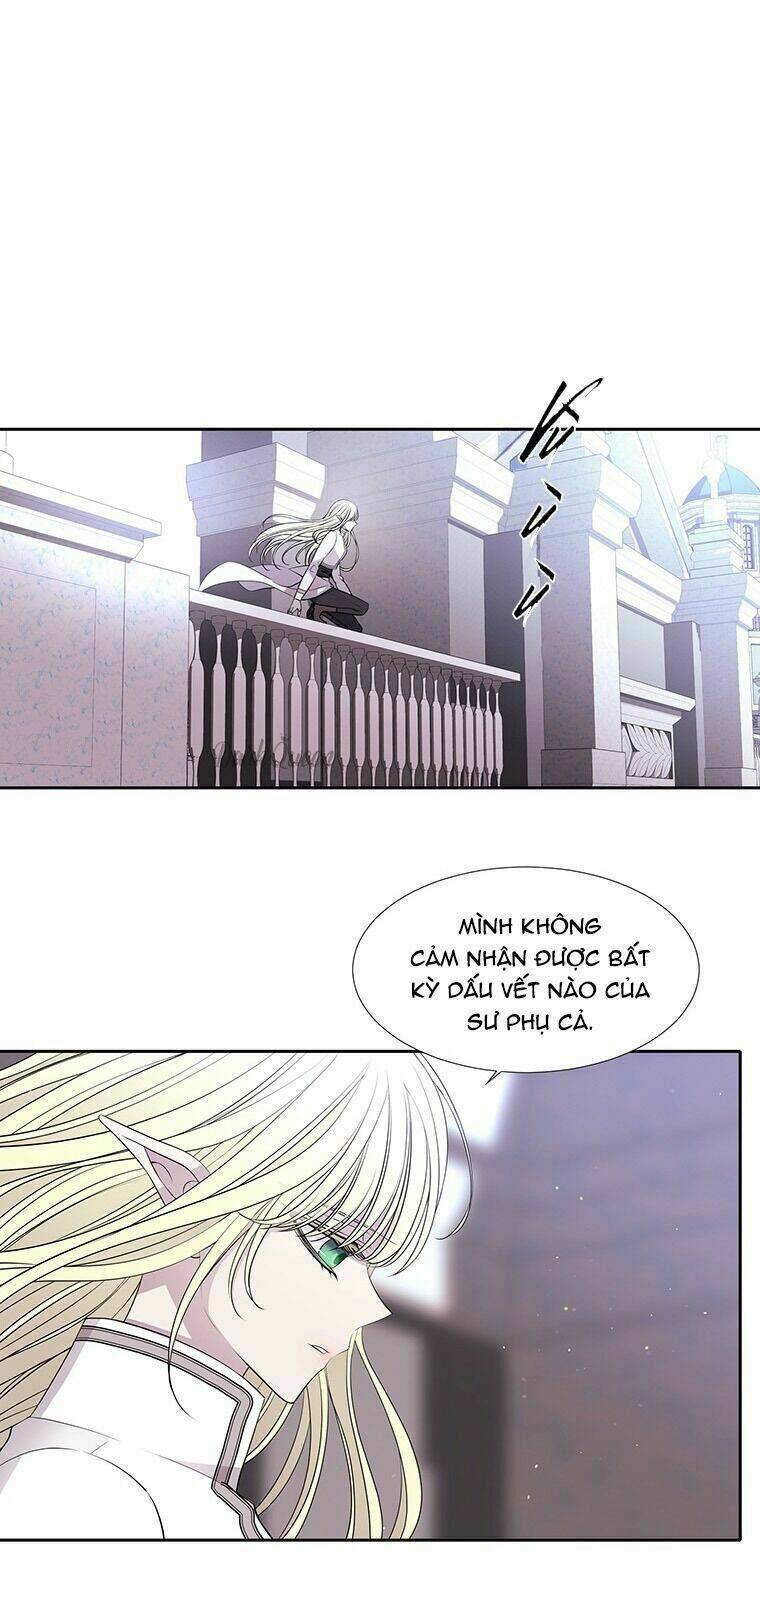 MÌNH KHÔNG
CẢM NHẬN ĐƯỢC BẤT
KỲ DẤU VẾT NÀO CỦA
SƯ PHỤ CẢ.